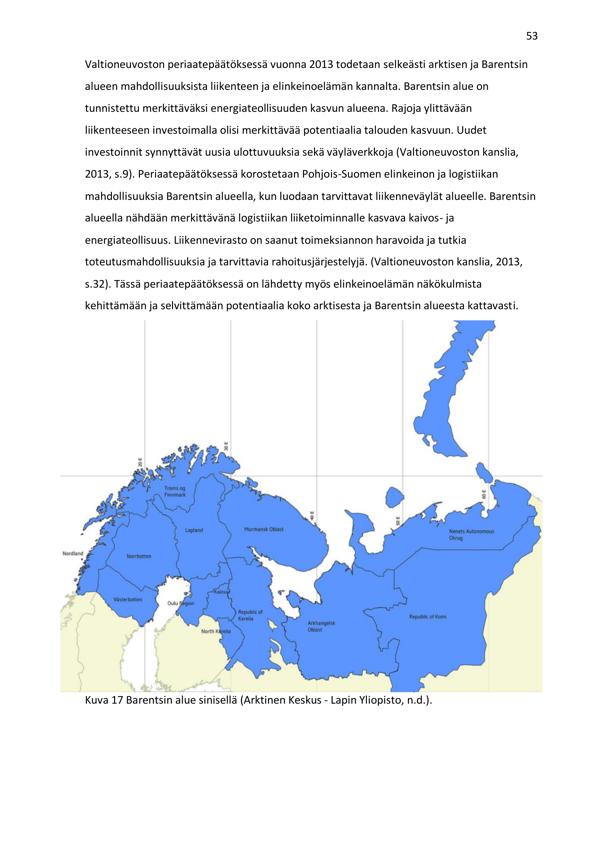 53
Valtioneuvoston periaatepäätöksessä vuonna 2013 todetaan selkeästi arktisen ja Barentsin
alueen mahdollisuuksista liikenteen ja elinkeinoelämän kannalta. Barentsin alue on
tunnistettu merkittäväksi energiateollisuuden kasvun alueena. Rajoja ylittävään
liikenteeseen investoimalla olisi merkittävää potentiaalia talouden kasvuun. Uudet
investoinnit synnyttävät uusia ulottuvuuksia sekä väyläverkkoja (Valtioneuvoston kanslia,
2013, s.9). Periaatepäätöksessä korostetaan Pohjois-Suomen elinkeinon ja logistiikan
mahdollisuuksia Barentsin alueella, kun luodaan tarvittavat liikenneväylät alueelle. Barentsin
alueella nähdään merkittävänä logistiikan liiketoiminnalle kasvava kaivos- ja
energiateollisuus. Liikennevirasto on saanut toimeksiannon haravoida ja tutkia
toteutusmahdollisuuksia ja tarvittavia rahoitusjärjestelyjä. (Valtioneuvoston kanslia, 2013,
s.32). Tässä periaatepäätöksessä on lähdetty myös elinkeinoelämän näkökulmista
kehittämään ja selvittämään potentiaalia koko arktisesta ja Barentsin alueesta kattavasti.
Troms og
Finnmark
Nordland
Norrbotten
Lapland
Murmansk Oblast
Nenets Autonomous
Okrug
Västerbotten
Oulu Region
Kainuu
North Karelia
Republic of
Karelia
Arkhangelsk
Oblast
Republic of Komi
Kuva 17 Barentsin alue sinisellä (Arktinen Keskus - Lapin Yliopisto, n.d.).